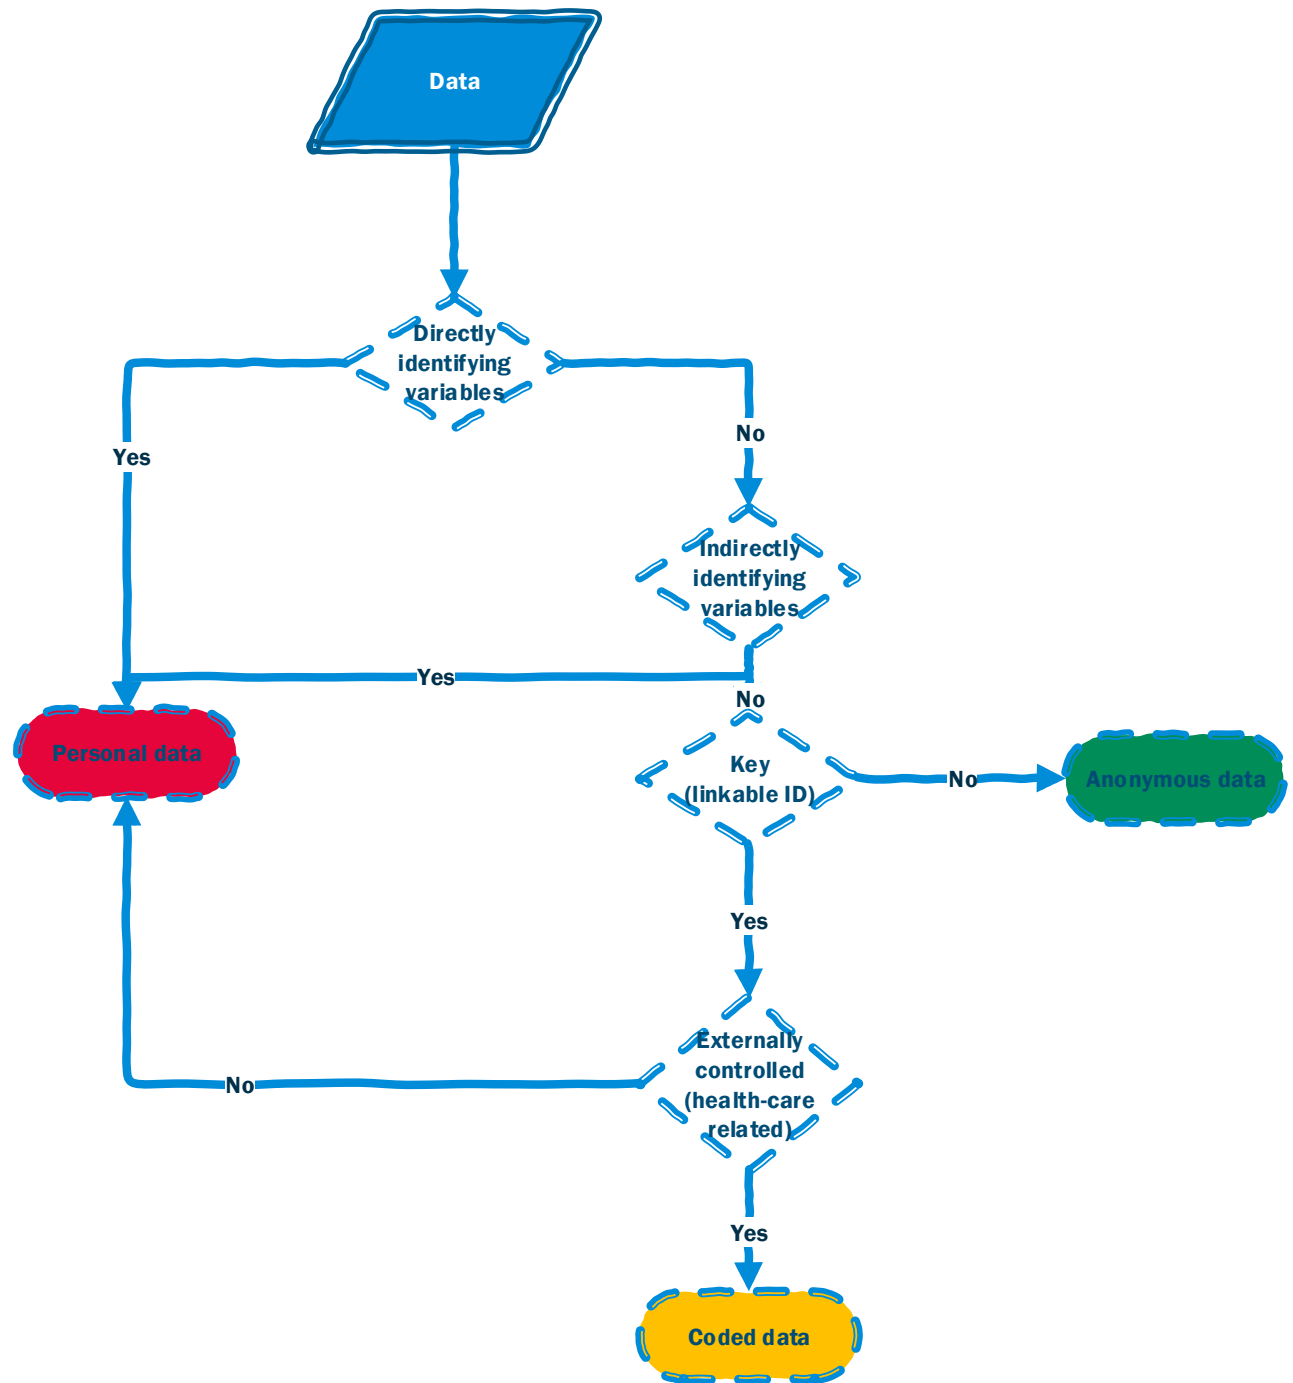 Data
Directly
identifying
variables
Yes
No
Indirectly
identifying
variables
Yes
No
Personal data
Key
(linkable ID)
No
Anonymous data
Yes
Externally
controlled
(health-care
related)
No
Yes
Coded data